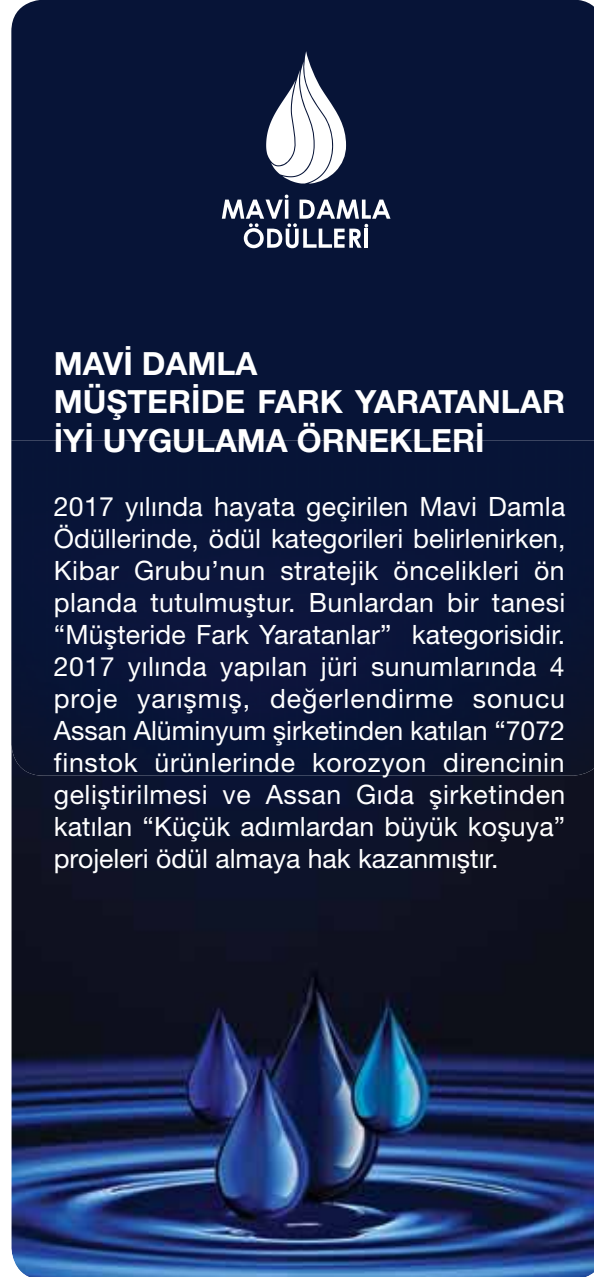 MAVİ DAMLA
ÖDÜLLERİ
MAVİ DAMLA
MÜŞTERİDE FARK YARATANLAR
İYİ UYGULAMA ÖRNEKLERİ
2017 yılında hayata geçirilen Mavi Damla
Ödüllerinde, ödül kategorileri belirlenirken,
Kibar Grubu’nun stratejik öncelikleri ön
planda tutulmuştur. Bunlardan bir tanesi
“Müşteride Fark Yaratanlar” kategorisidir.
2017 yılında yapılan jüri sunumlarında 4
proje yarışmış, değerlendirme sonucu
Assan Alüminyum şirketinden katılan “7072
finstok ürünlerinde korozyon direncinin
geliştirilmesi ve Assan Gıda şirketinden
katılan “Küçük adımlardan büyük koşuya”
projeleri ödül almaya hak kazanmıştır.